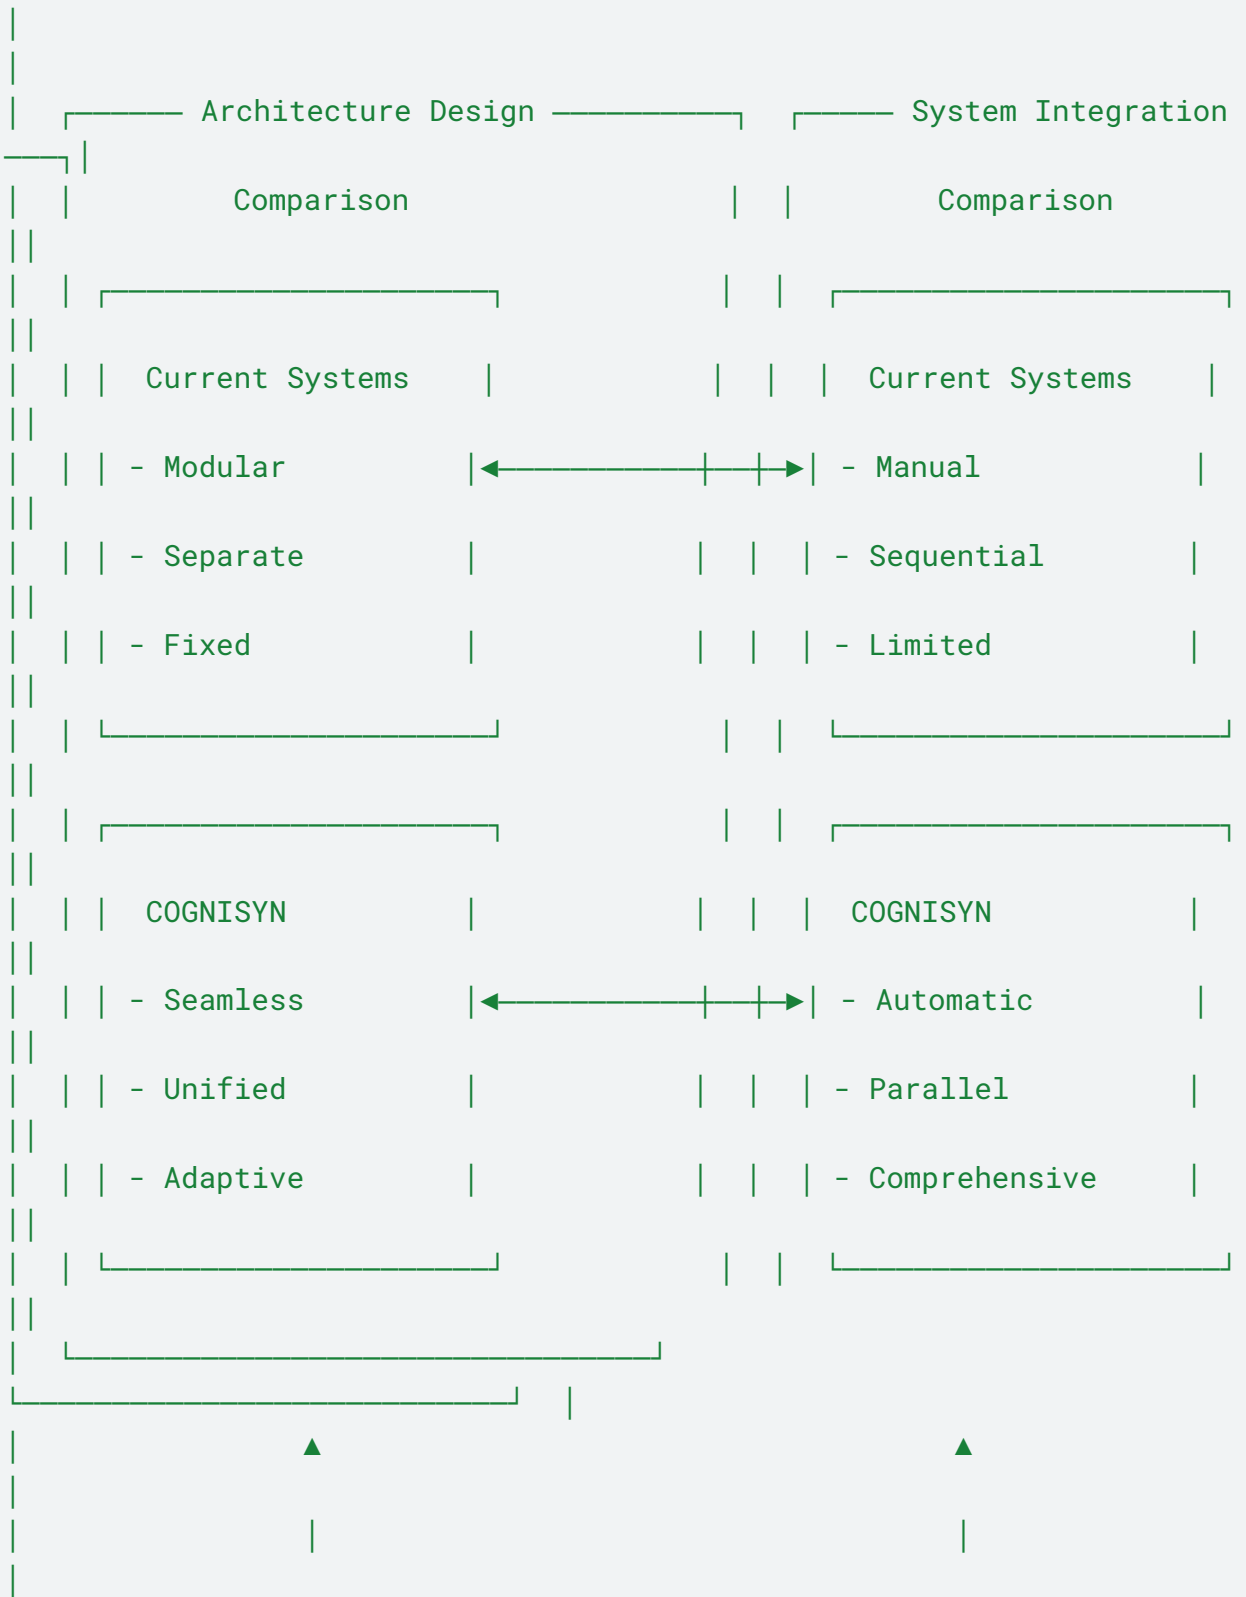 │
│
│  ┌────── Architecture Design ──────────┐  ┌───── System Integration
───┐│
│  │         Comparison                  │  │        Comparison
││
│  │ ┌─────────────────────┐            │  │  ┌─────────────────────┐
││
│  │ │  Current Systems    │            │  │  │  Current Systems    │
││
│  │ │ - Modular          │◄───────────┼──┼─►│ - Manual            │
││
│  │ │ - Separate         │            │  │  │ - Sequential        │
││
│  │ │ - Fixed            │            │  │  │ - Limited           │
││
│  │ └─────────────────────┘            │  │  └─────────────────────┘
││
│  │ ┌─────────────────────┐            │  │  ┌─────────────────────┐
││
│  │ │  COGNISYN          │            │  │  │  COGNISYN           │
││
│  │ │ - Seamless         │◄───────────┼──┼─►│ - Automatic         │
││
│  │ │ - Unified          │            │  │  │ - Parallel          │
││
│  │ │ - Adaptive         │            │  │  │ - Comprehensive     │
││
│  │ └─────────────────────┘            │  │  └─────────────────────┘
││
│  └────────────────────────────────┘
└───────────────────────────┘  │
│                ▲                                   ▲
│
│                │                                   │
│